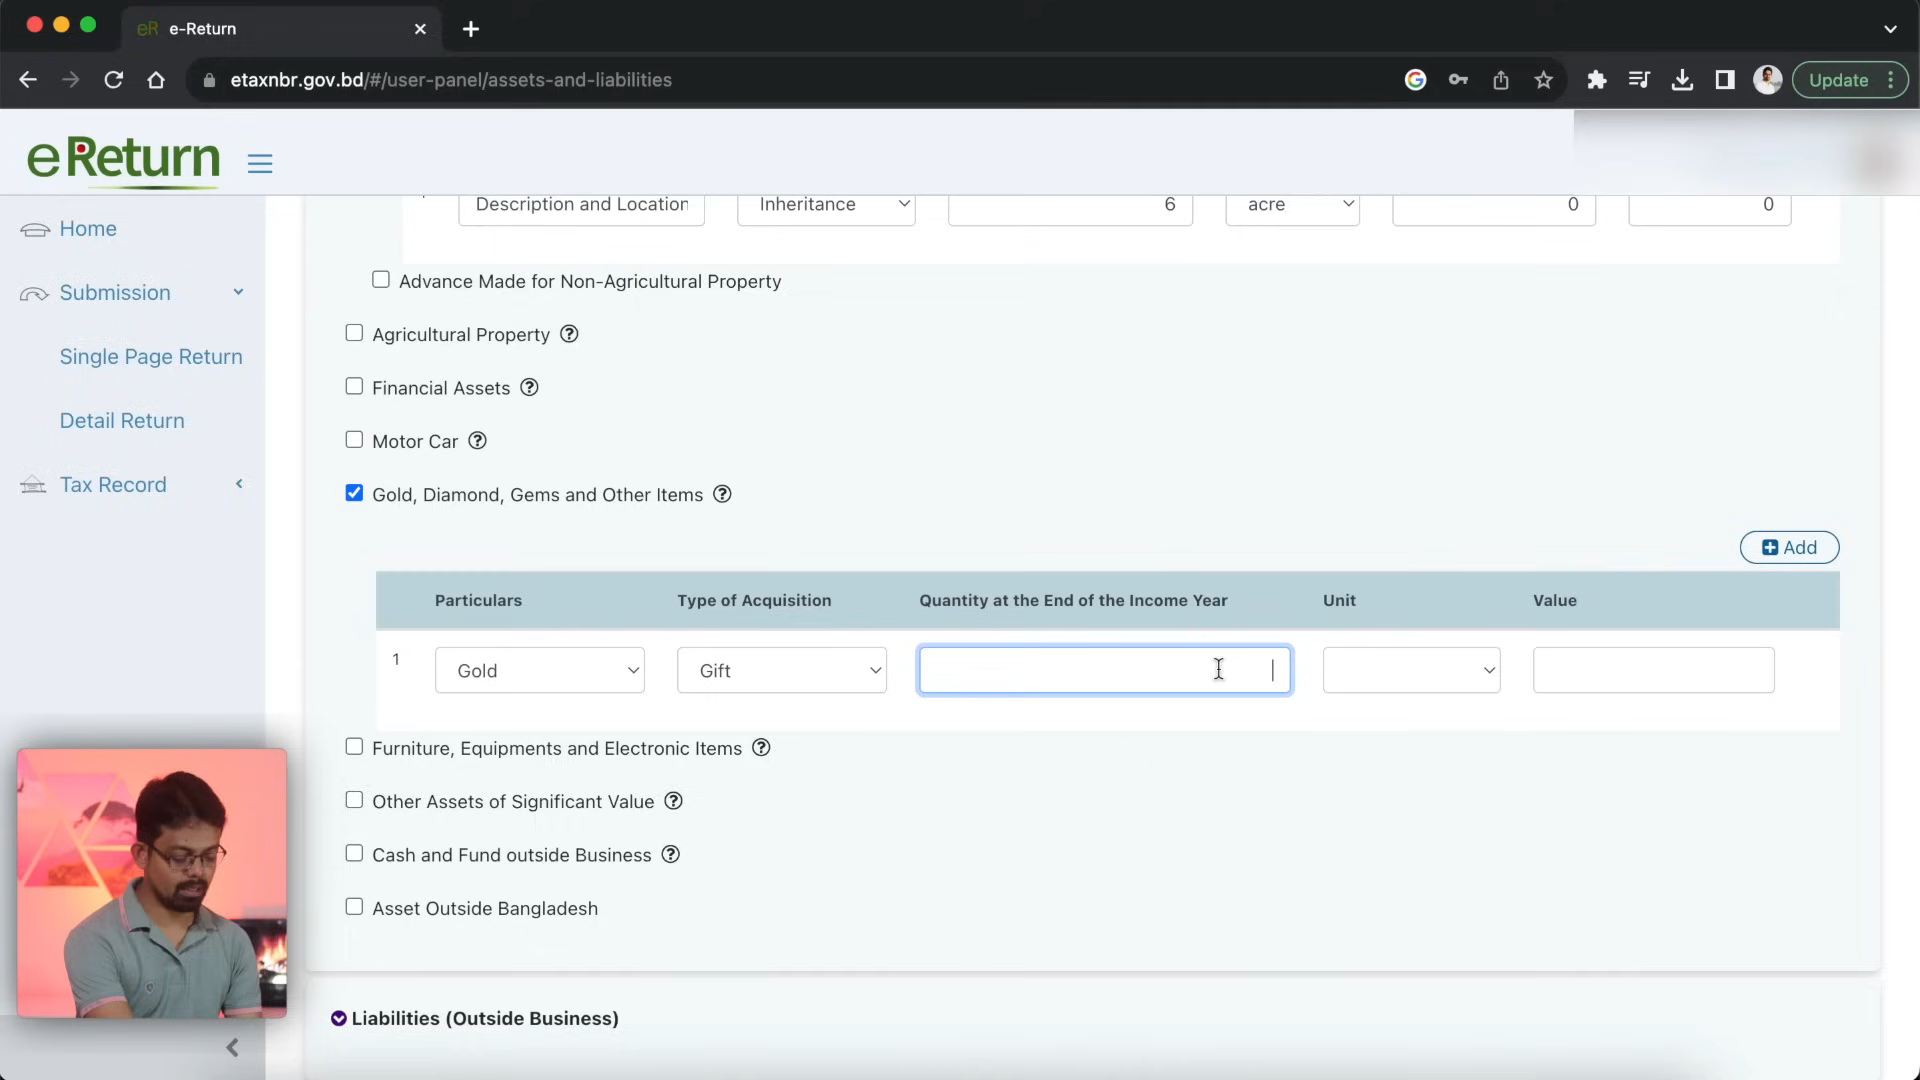 eR e-Return
etaxnbr.gov.bd/#/user-panel/assets-and-liabilities
Update
e Return
Home
Submission
Single Page Return
Detail Return
Tax Record
Description and Location
Inheritance
6
acre
0
0
Advance Made for Non-Agricultural Property
Agricultural Property ?
Financial Assets ?
Motor Car ?
Gold, Diamond, Gems and Other Items ?
Add
Particulars
Type of Acquisition
Quantity at the End of the Income Year
Unit
Value
1
Gold
Gift
Furniture, Equipments and Electronic Items ?
Other Assets of Significant Value ?
Cash and Fund outside Business ?
Asset Outside Bangladesh
Liabilities (Outside Business)